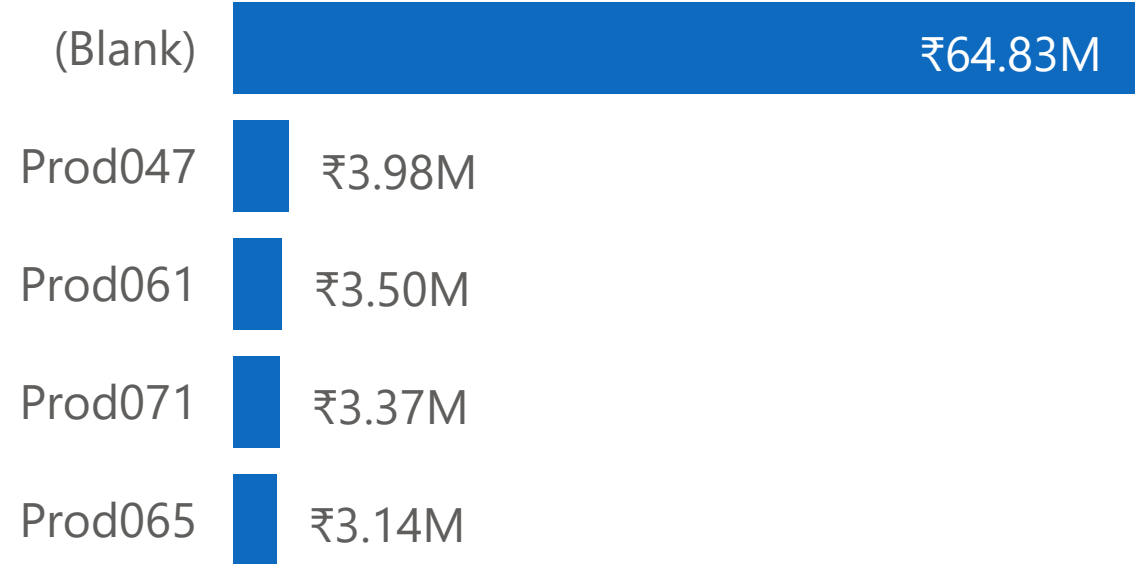 (Blank) ₹64.83M
Prod047 ₹3.98M
Prod061 ₹3.50M
Prod071 ₹3.37M
Prod065 ₹3.14M